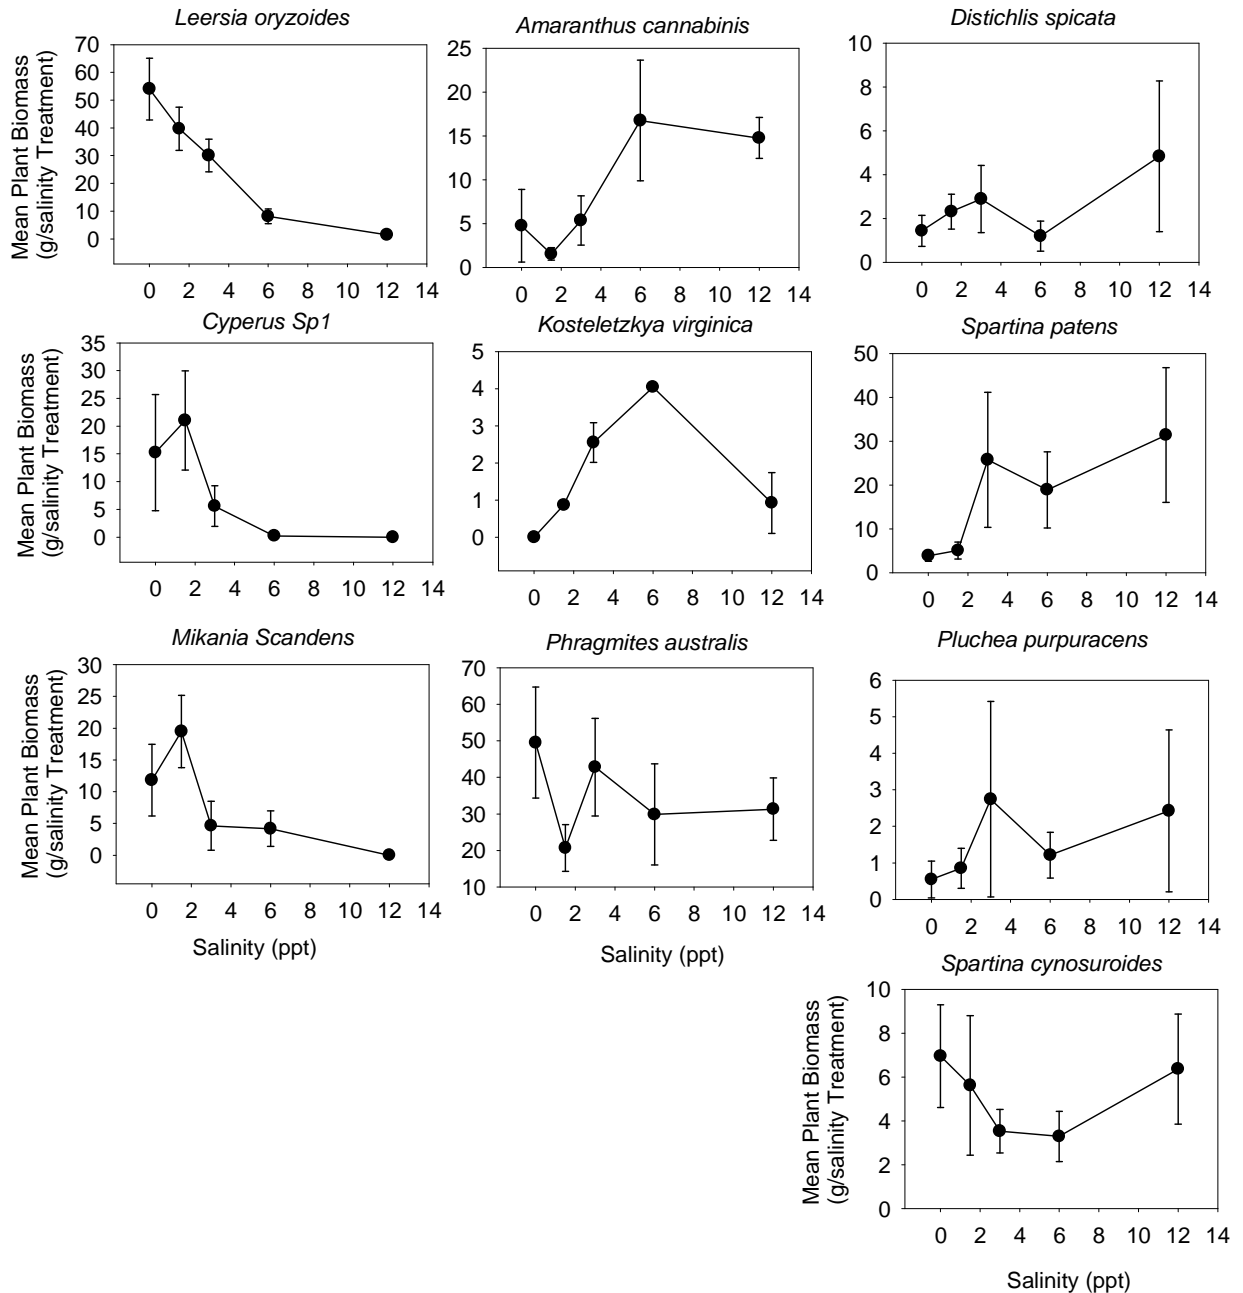 Leersia oryzoides
Mean Plant Biomass
(g/salinity Treatment)
70
60
50
40
30
20
10
0
0 2 4 6 8 10 12 14
Amaranthus cannabinis
25
20
15
10
5
0
0 2 4 6 8 10 12 14
Distichlis spicata
10
8
6
4
2
0
0 2 4 6 8 10 12 14
Cyperus Sp1
Mean Plant Biomass
(g/salinity Treatment)
35
30
25
20
15
10
5
0
0 2 4 6 8 10 12 14
Kosteletzkya virginica
5
4
3
2
1
0
0 2 4 6 8 10 12 14
Spartina patens
50
40
30
20
10
0
0 2 4 6 8 10 12 14
Mikania Scandens
Mean Plant Biomass
(g/salinity Treatment)
30
25
20
15
10
5
0
0 2 4 6 8 10 12 14
Salinity (ppt)
Phragmites australis
70
60
50
40
30
20
10
0 2 4 6 8 10 12 14
Salinity (ppt)
Pluchea purpuracens
6
5
4
3
2
1
0
0 2 4 6 8 10 12 14
Spartina cynosuroides
Mean Plant Biomass
(g/salinity Treatment)
10
8
6
4
2
0
0 2 4 6 8 10 12 14
Salinity (ppt)